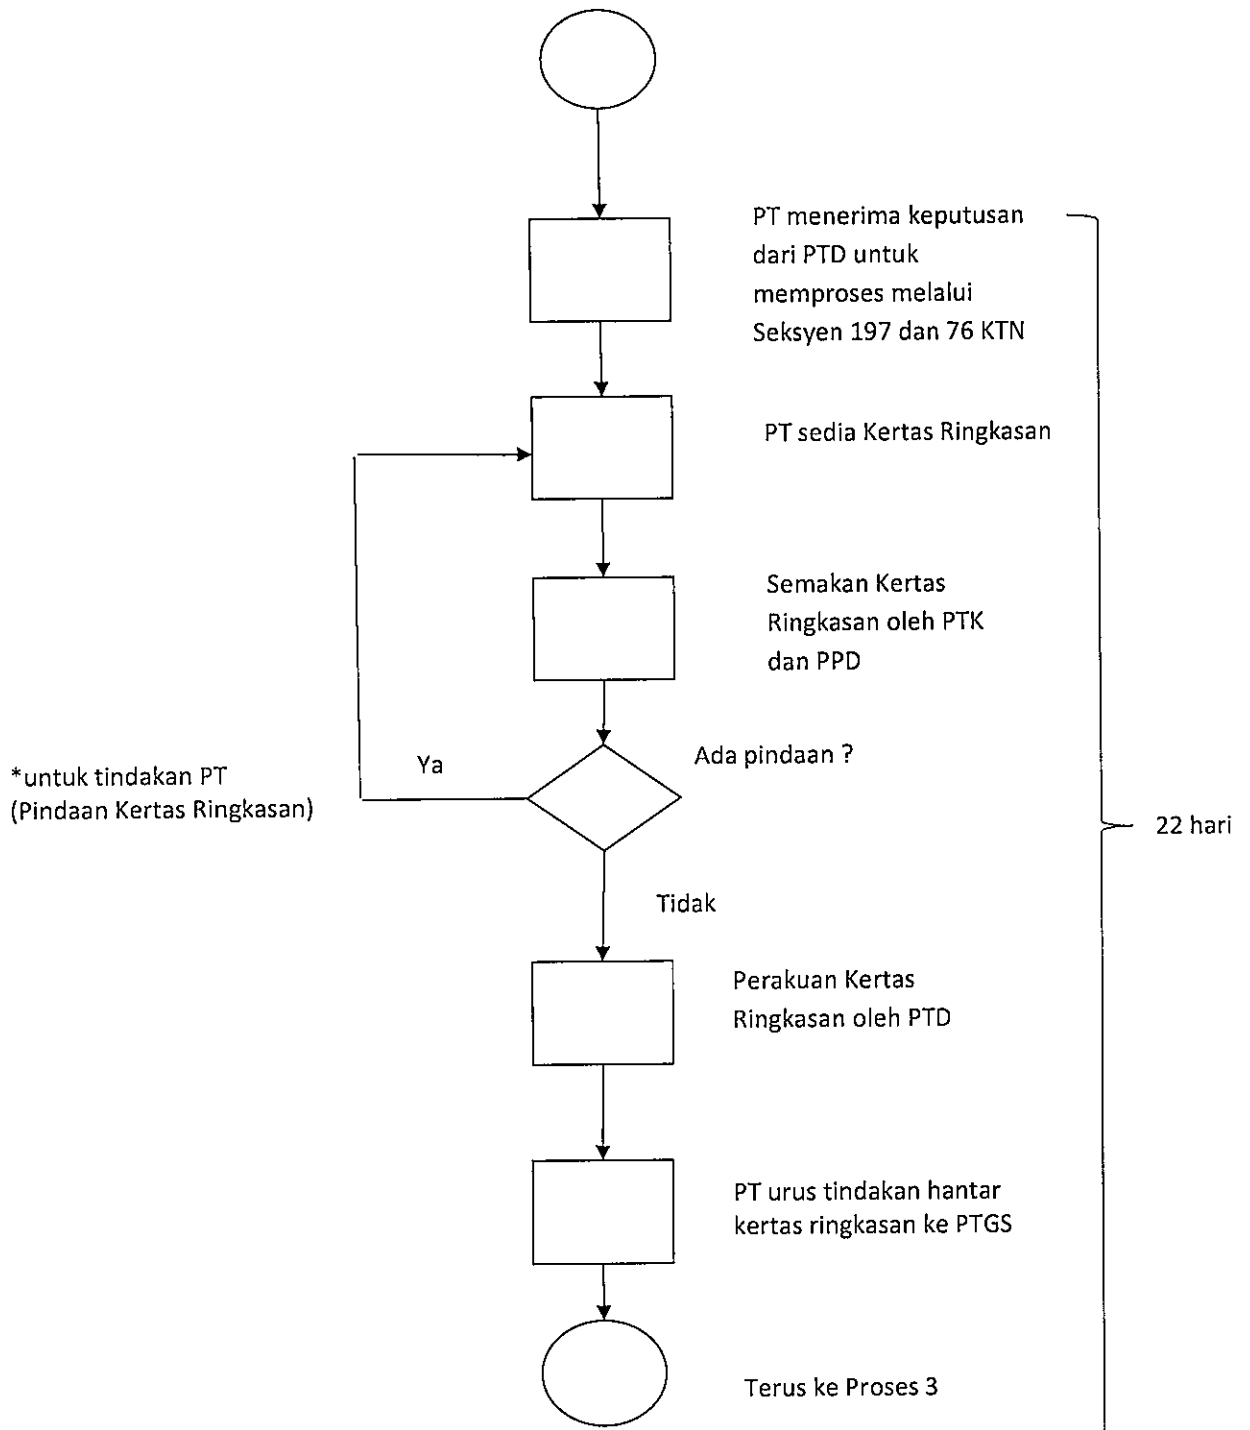 PT menerima keputusan
dari PTD untuk
memproses melalui
Seksyen 197 dan 76 KTN
PT sedia Kertas Ringkasan
Semakan Kertas
Ringkasan oleh PTK
dan PPD
Ada pindaan ?
Ya
*untuk tindakan PT
(Pindaan Kertas Ringkasan)
22 hari
Tidak
Perakuan Kertas
Ringkasan oleh PTD
PT urus tindakan hantar
kertas ringkasan ke PTGS
Terus ke Proses 3